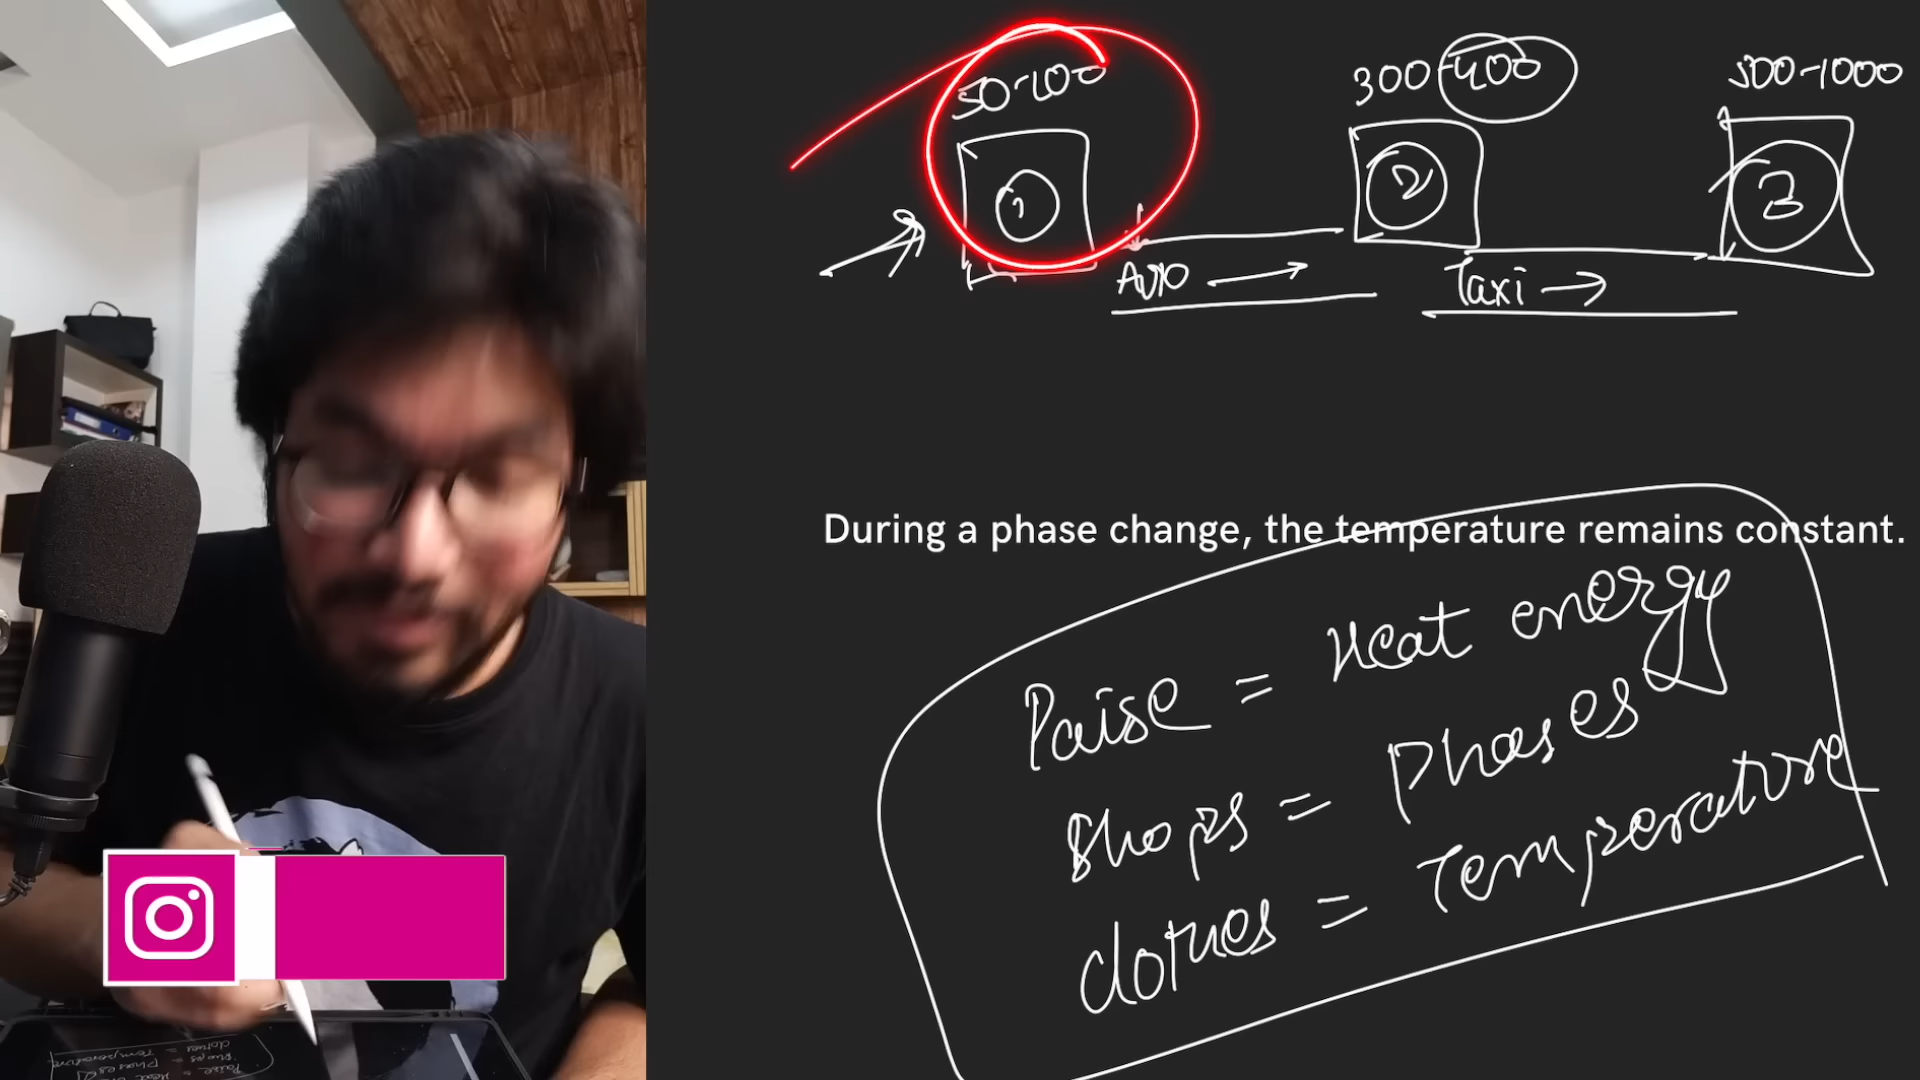 50-100
300-400
500-1000
1
2
3
Auto →
Taxi →
During a phase change, the temperature remains constant.
Paise = Heat energy
Shops = Phases
Clothes = Temperature